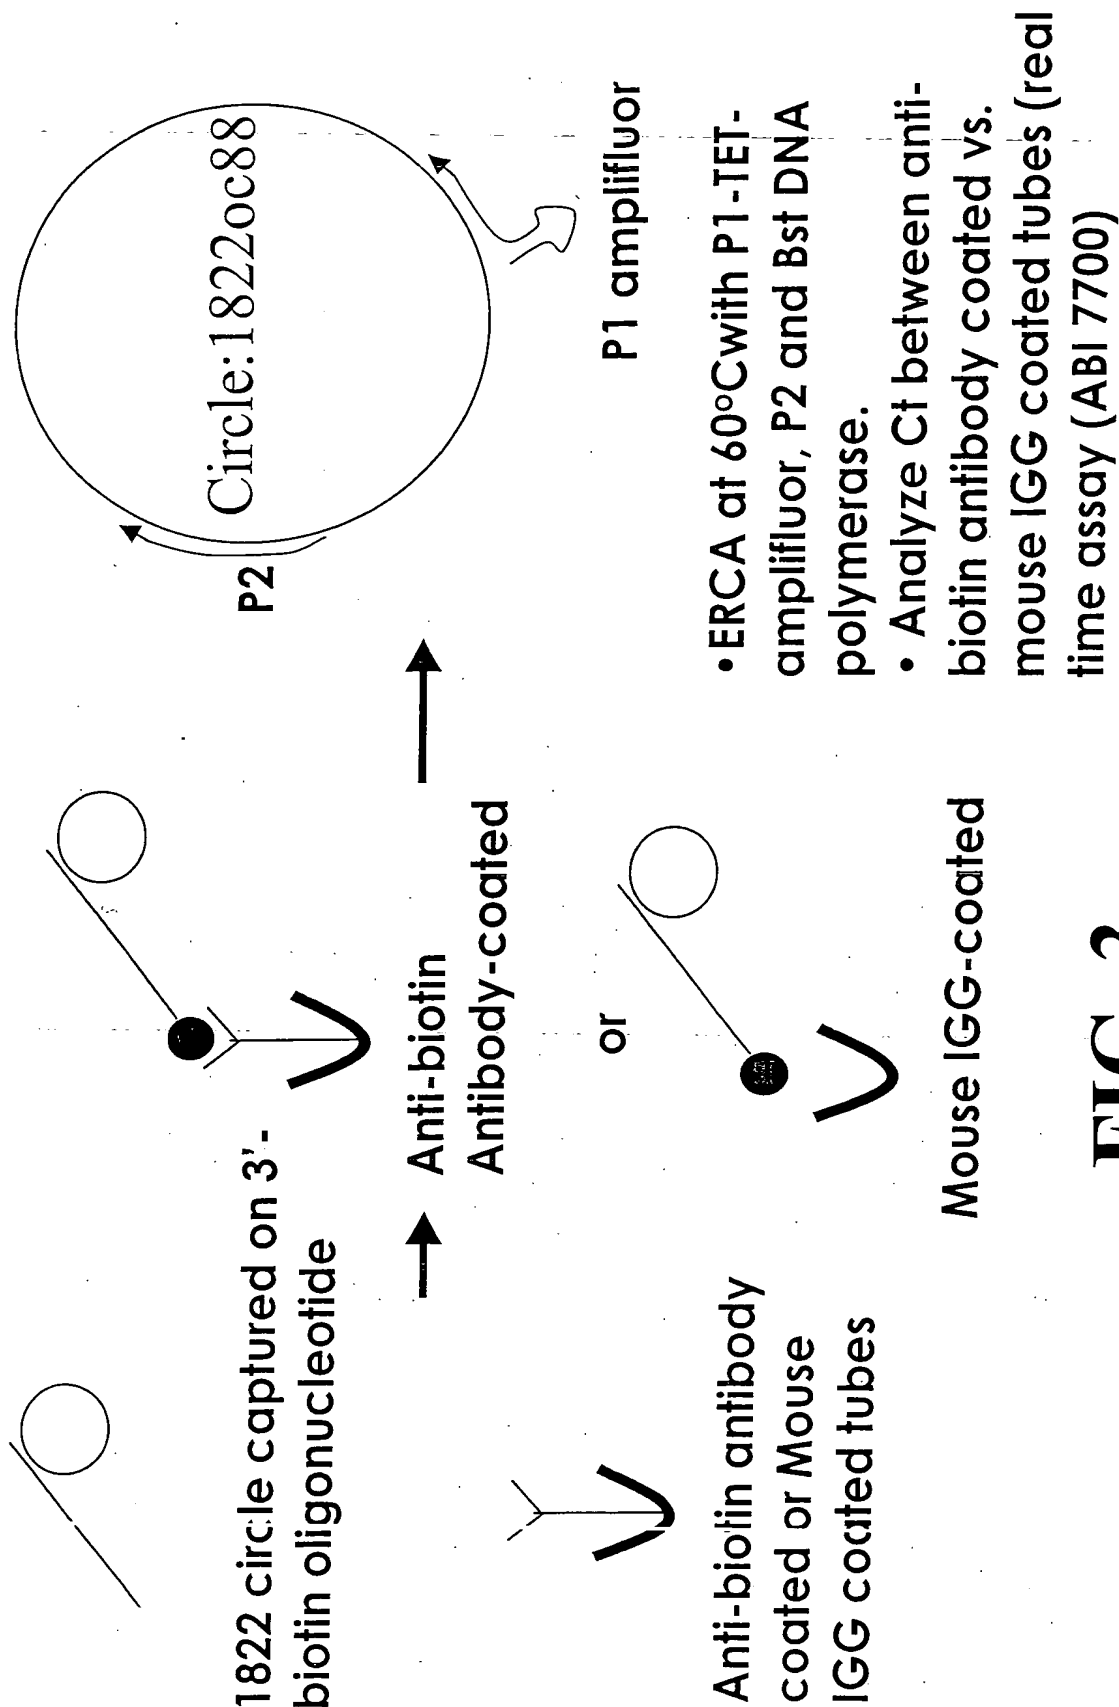 1822 circle captured on 3'-
biotin oligonucleotide
Anti-biotin antibody
coated or Mouse
IGG coated tubes
Anti-biotin
Antibody-coated
or
Mouse IGG-coated
Circle:1822oc88
P2
P1 amplifluor
•ERCA at 60°Cwith P1-TET-
amplifluor, P2 and Bst DNA
polymerase.
• Analyze Ct between anti-
biotin antibody coated vs.
mouse IGG coated tubes (real
time assay (ABI 7700)
FIG.